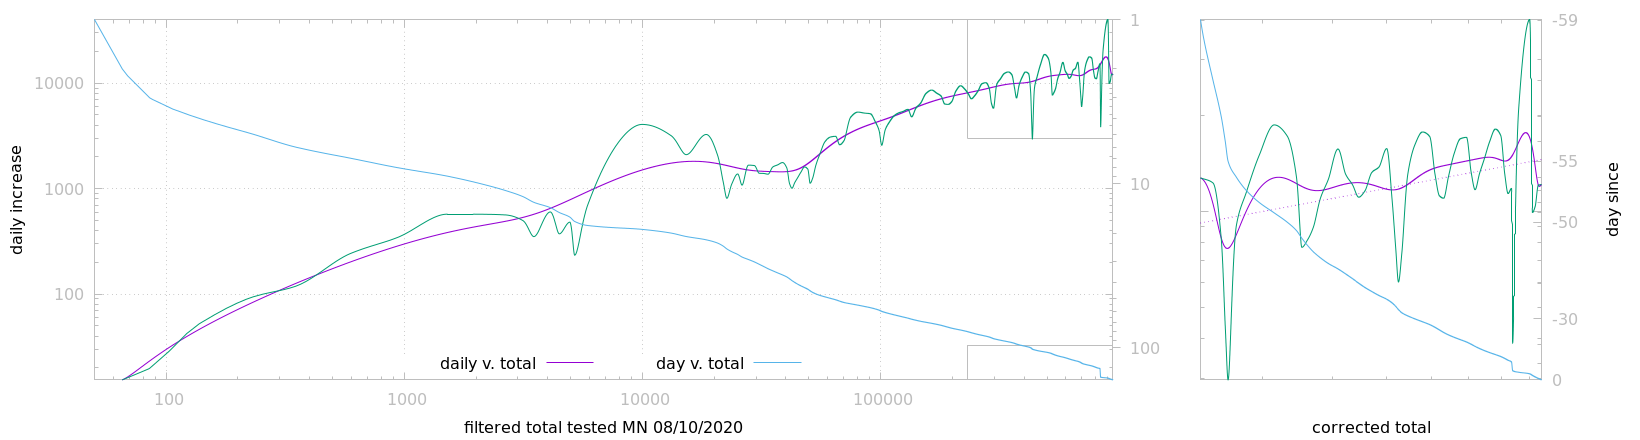 10000
1000
100
daily increase
1
10
100
daily v. total
day v. total
100
1000
10000
100000
filtered total tested MN 08/10/2020
-59
-55
-50
-30
0
day since
corrected total